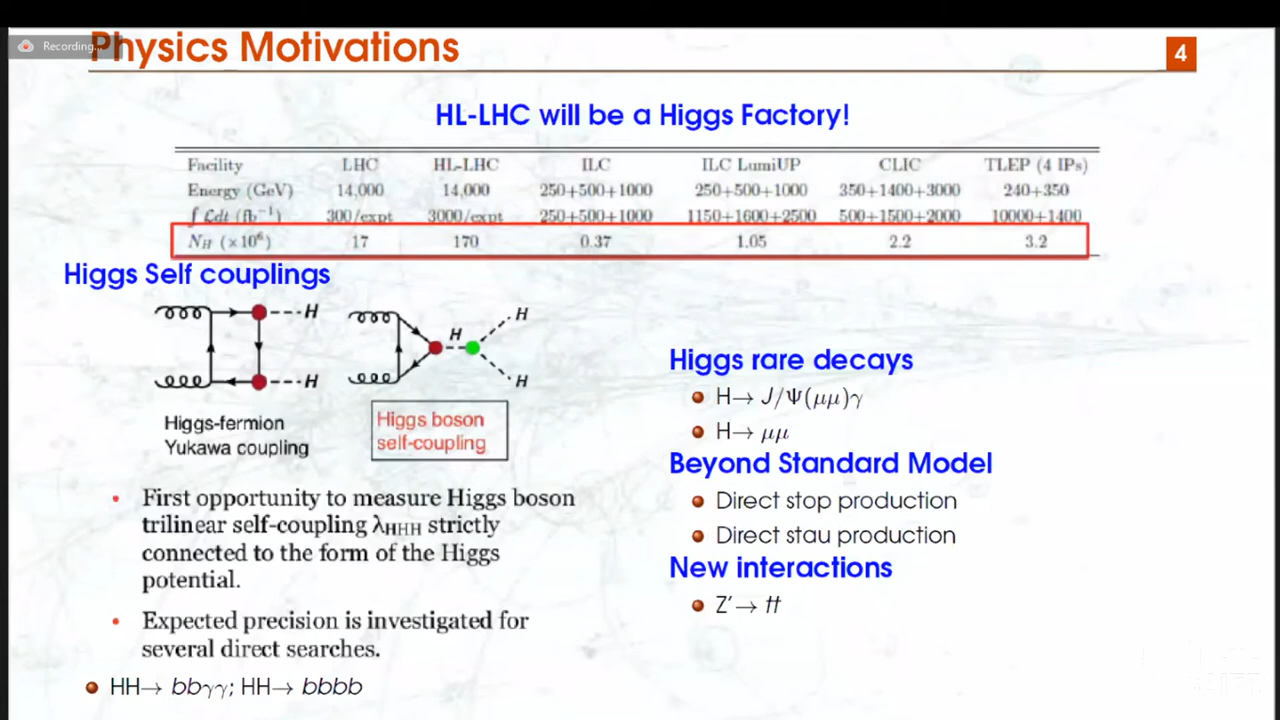 Recording...
Physics Motivations
4
HL-LHC will be a Higgs Factory!
Facility LHC HL-LHC ILC ILC LumiUP CLIC TLEP (4 IPs)
Energy (GeV) 14,000 14,000 250+500+1000 250+500+1000 350+1400+3000 240+350
∫ℒdt (fb⁻¹) 300/expt 3000/expt 250+500+1000 1150+1600+2500 500+1500+2000 10000+1400
N_H (×10⁶) 17 170 0.37 1.05 2.2 3.2
Higgs Self couplings
H
H
H
H
H
Higgs-fermion
Yukawa coupling
Higgs boson
self-coupling
• First opportunity to measure Higgs boson
trilinear self-coupling λHHH strictly
connected to the form of the Higgs
potential.
• Expected precision is investigated for
several direct searches.
HH→ bbγγ; HH→ bbbb
Higgs rare decays
H→ J/Ψ(μμ)γ
H→ μμ
Beyond Standard Model
Direct stop production
Direct stau production
New interactions
Z′→ tt